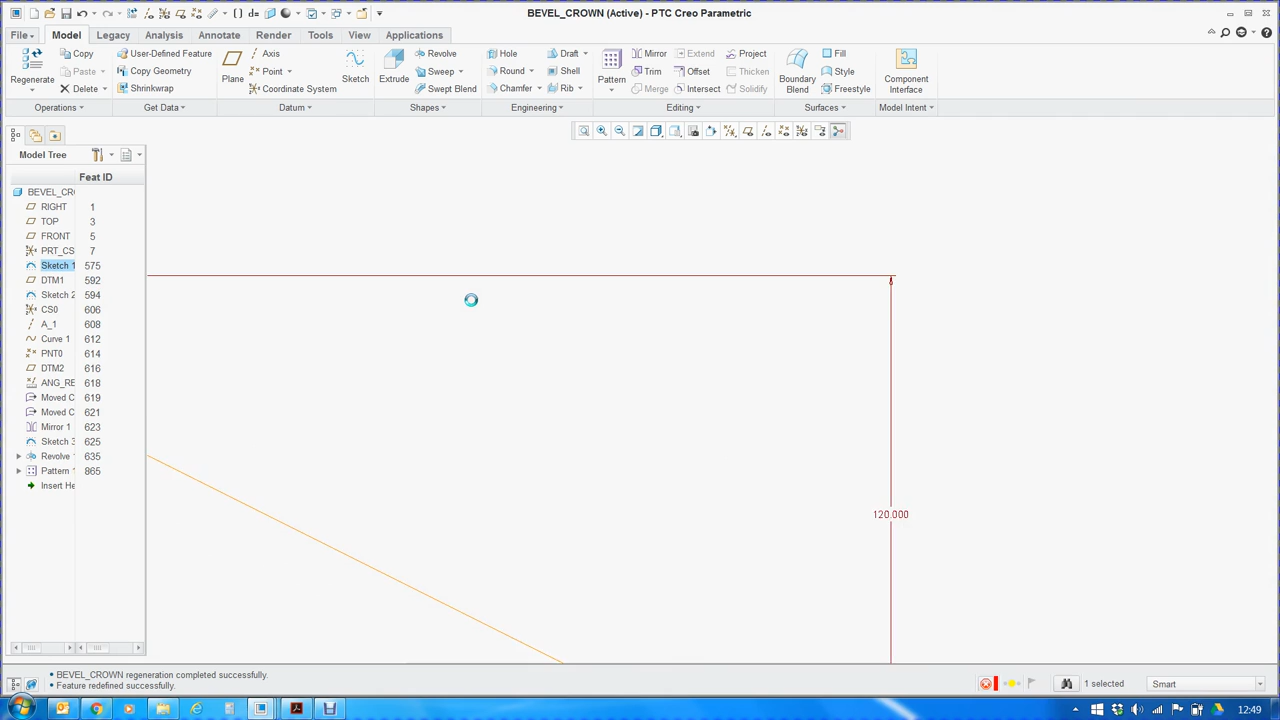 BEVEL_CROWN (Active) - PTC Creo Parametric
File
Model
Legacy
Analysis
Annotate
Render
Tools
View
Applications
Regenerate
Copy
Paste
Delete
User-Defined Feature
Copy Geometry
Shrinkwrap
Plane
Axis
Point
Coordinate System
Sketch
Extrude
Revolve
Sweep
Swept Blend
Hole
Round
Chamfer
Draft
Shell
Rib
Pattern
Mirror
Trim
Merge
Extend
Offset
Intersect
Project
Thicken
Solidify
Boundary
Blend
Fill
Style
Freestyle
Component
Interface
Operations
Get Data
Datum
Shapes
Engineering
Editing
Surfaces
Model Intent
Model Tree
Feat ID
BEVEL_CR
RIGHT 1
TOP 3
FRONT 5
PRT_CS 7
Sketch 1 575
DTM1 592
Sketch 2 594
CS0 606
A_1 608
Curve 1 612
PNT0 614
DTM2 616
ANG_RE 618
Moved C 619
Moved C 621
Mirror 1 623
Sketch 3 625
Revolve 635
Pattern 1 865
Insert He
120.000
• BEVEL_CROWN regeneration completed successfully.
• Feature redefined successfully.
1 selected
Smart
12:49